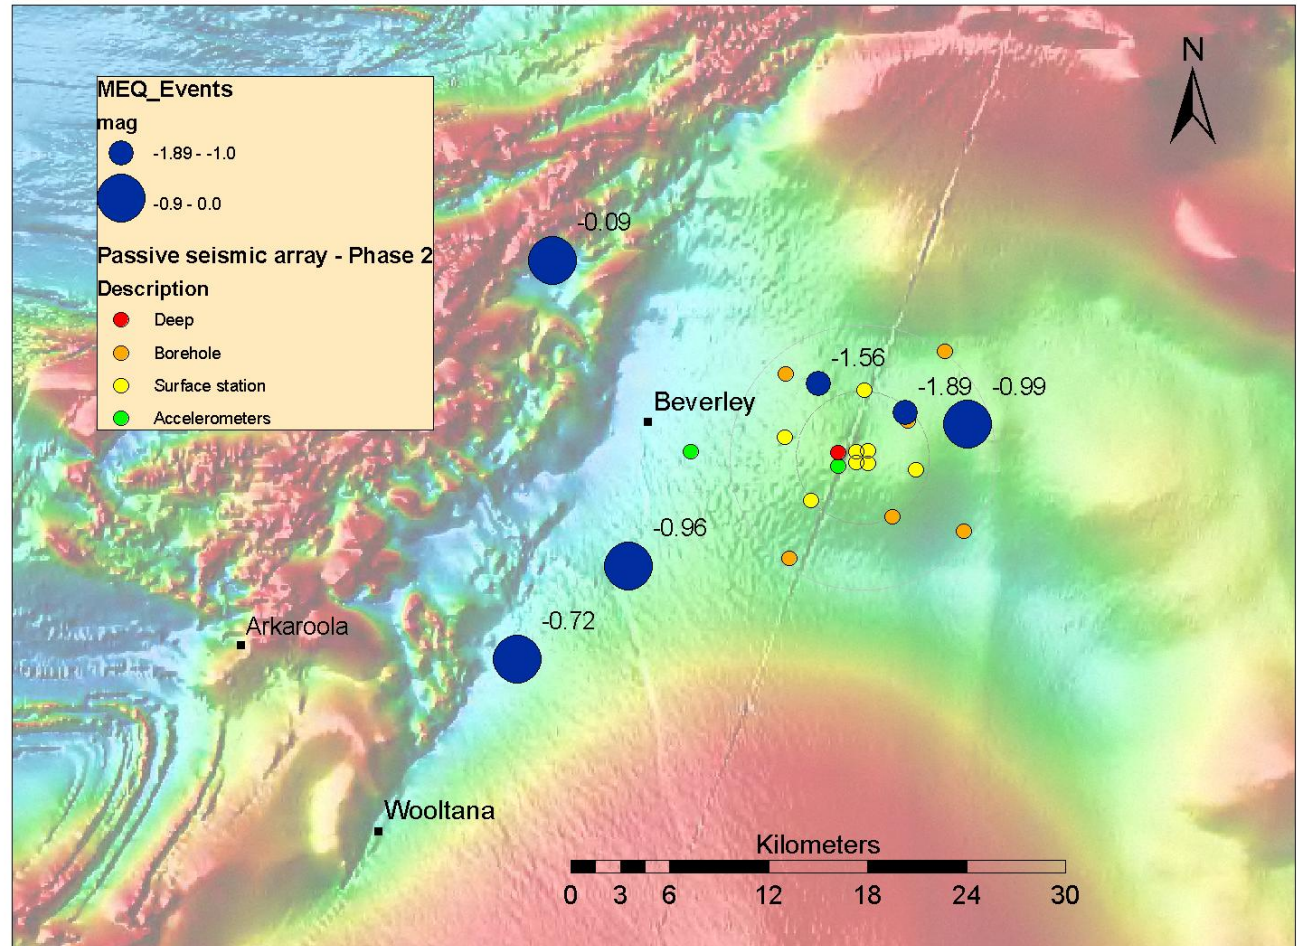 N
MEQ_Events
mag
-1.89 - -1.0
-0.9 - 0.0
Passive seismic array - Phase 2
Description
Deep
Borehole
Surface station
Accelerometers
-0.09
-1.56
-1.89
-0.99
Beverley
-0.96
-0.72
Arkaroola
Wooltana
Kilometers
0 3 6 12 18 24 30